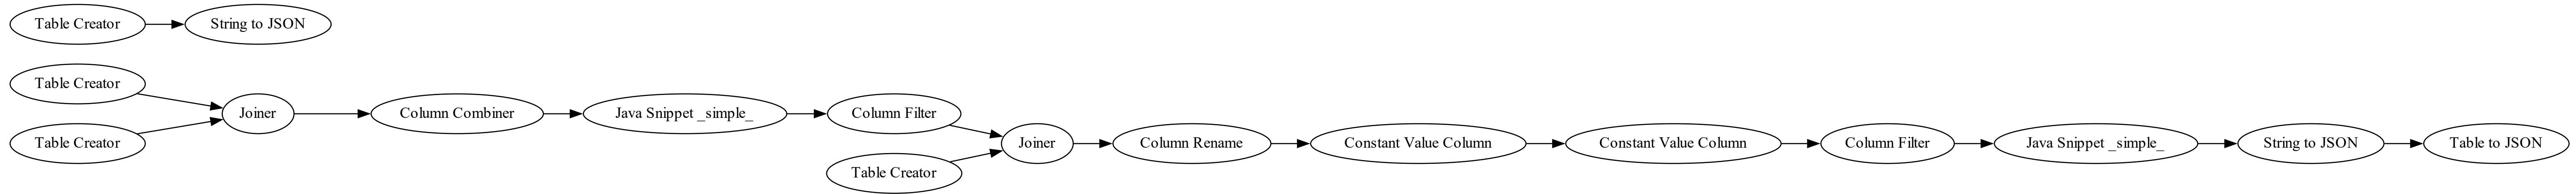 Table Creator
String to JSON
Table Creator
Table Creator
Joiner
Column Combiner
Java Snippet _simple_
Column Filter
Table Creator
Joiner
Column Rename
Constant Value Column
Constant Value Column
Column Filter
Java Snippet _simple_
String to JSON
Table to JSON